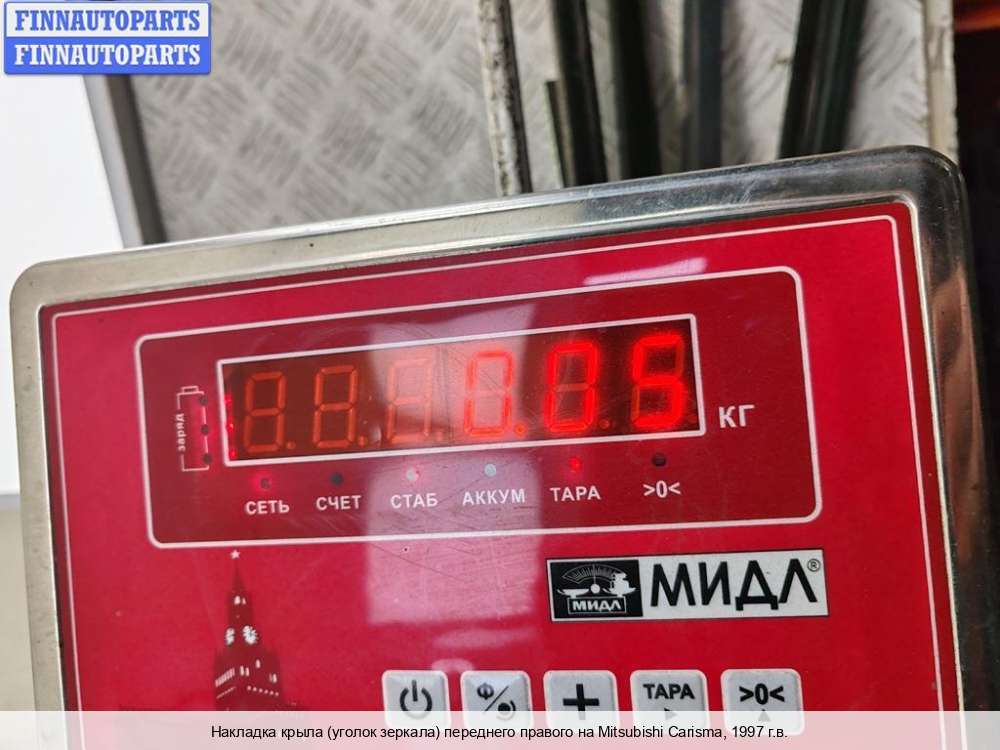 FINNAUTOPARTS
FINNAUTOPARTS
заряд
0.05
КГ
СЕТЬ СЧЕТ СТАБ АККУМ ТАРА >0<
МИДЛ МИДЛ®
ТАРА >0<
Накладка крыла (уголок зеркала) переднего правого на Mitsubishi Carisma, 1997 г.в.